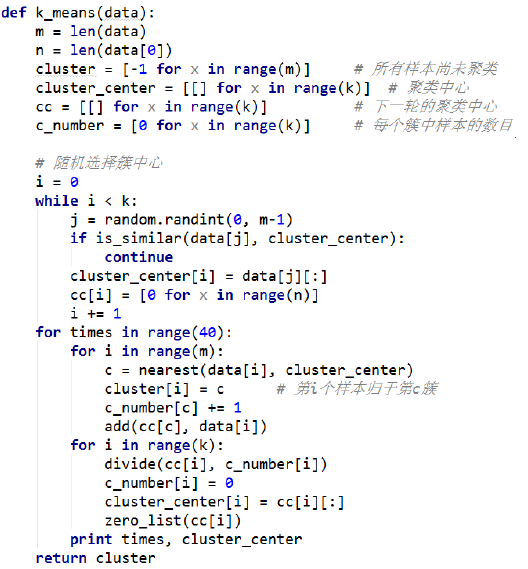 def k_means(data):
    m = len(data)
    n = len(data[0])
    cluster = [-1 for x in range(m)]     # 所有样本尚未聚类
    cluster_center = [[] for x in range(k)]  # 聚类中心
    cc = [[] for x in range(k)]          # 下一轮的聚类中心
    c_number = [0 for x in range(k)]     # 每个簇中样本的数目

    # 随机选择簇中心
    i = 0
    while i < k:
        j = random.randint(0, m-1)
        if is_similar(data[j], cluster_center):
            continue
        cluster_center[i] = data[j][:]
        cc[i] = [0 for x in range(n)]
        i += 1
    for times in range(40):
        for i in range(m):
            c = nearest(data[i], cluster_center)
            cluster[i] = c      # 第i个样本归于第c簇
            c_number[c] += 1
            add(cc[c], data[i])
        for i in range(k):
            divide(cc[i], c_number[i])
            c_number[i] = 0
            cluster_center[i] = cc[i][:]
            zero_list(cc[i])
        print times, cluster_center
    return cluster